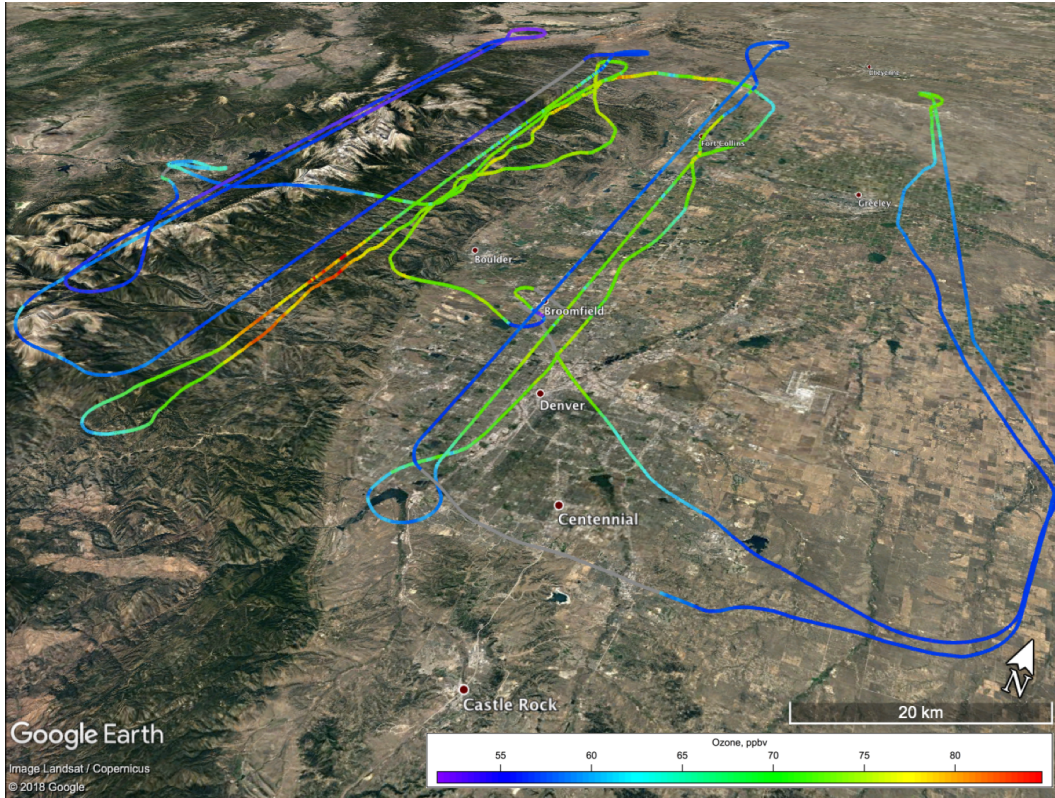 Cheyenne
Fort Collins
Greeley
Boulder
Broomfield
Denver
Centennial
Castle Rock
N
20 km
Google Earth
Image Landsat / Copernicus
© 2018 Google
Ozone, ppbv
55 60 65 70 75 80